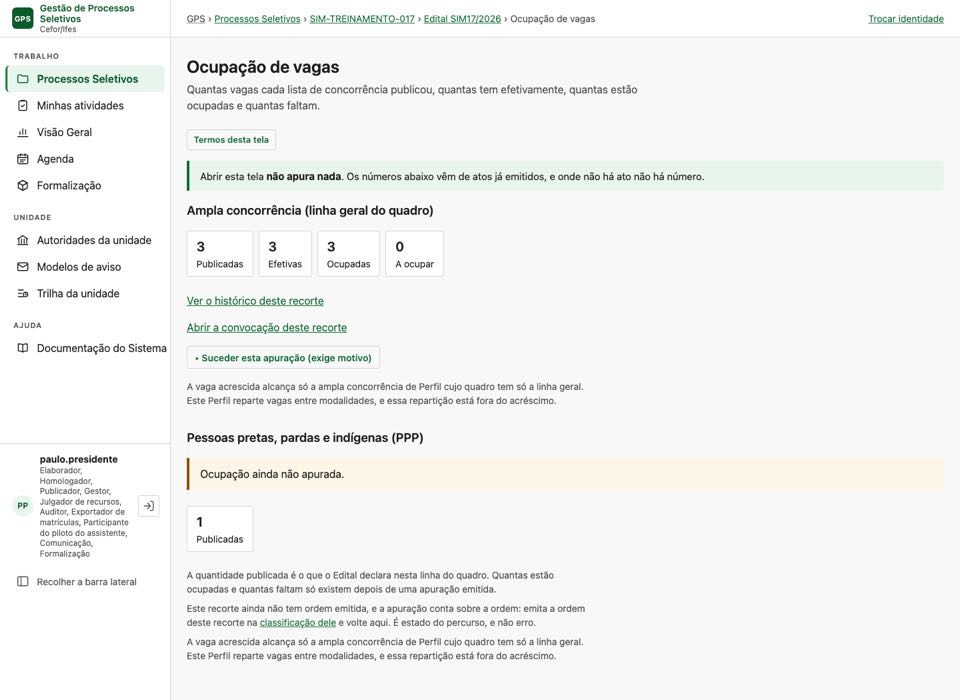 GPS
Gestão de Processos
Seletivos
Cefor/Ifes
GPS › Processos Seletivos › SIM-TREINAMENTO-017 › Edital SIM17/2026 › Ocupação de vagas
Trocar identidade
TRABALHO
Processos Seletivos
Minhas atividades
Visão Geral
Agenda
Formalização
UNIDADE
Autoridades da unidade
Modelos de aviso
Trilha da unidade
AJUDA
Documentação do Sistema
PP
paulo.presidente
Elaborador,
Homologador,
Publicador, Gestor,
Julgador de recursos,
Auditor, Exportador de
matrículas, Participante
do piloto do assistente,
Comunicação,
Formalização
Recolher a barra lateral
Ocupação de vagas
Quantas vagas cada lista de concorrência publicou, quantas tem efetivamente, quantas estão
ocupadas e quantas faltam.
Termos desta tela
Abrir esta tela não apura nada. Os números abaixo vêm de atos já emitidos, e onde não há ato não há número.
Ampla concorrência (linha geral do quadro)
3
Publicadas
3
Efetivas
3
Ocupadas
0
A ocupar
Ver o histórico deste recorte
Abrir a convocação deste recorte
Suceder esta apuração (exige motivo)
A vaga acrescida alcança só a ampla concorrência de Perfil cujo quadro tem só a linha geral.
Este Perfil reparte vagas entre modalidades, e essa repartição está fora do acréscimo.
Pessoas pretas, pardas e indígenas (PPP)
Ocupação ainda não apurada.
1
Publicadas
A quantidade publicada é o que o Edital declara nesta linha do quadro. Quantas estão
ocupadas e quantas faltam só existem depois de uma apuração emitida.
Este recorte ainda não tem ordem emitida, e a apuração conta sobre a ordem: emita a ordem
deste recorte na classificação dele e volte aqui. É estado do percurso, e não erro.
A vaga acrescida alcança só a ampla concorrência de Perfil cujo quadro tem só a linha geral.
Este Perfil reparte vagas entre modalidades, e essa repartição está fora do acréscimo.